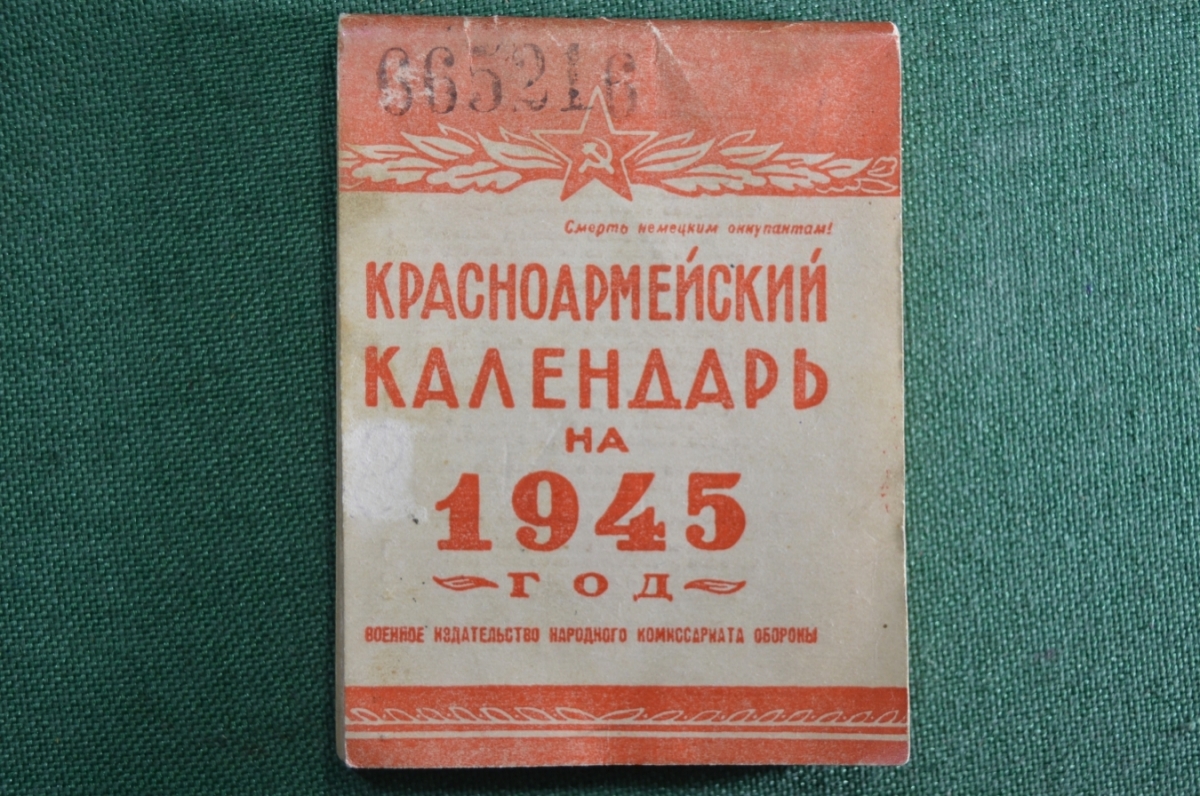 665216
Смерть немецким оккупантам!
КРАСНОАРМЕЙСКИЙ
КАЛЕНДАРЬ
НА
1945
ГОД
ВОЕННОЕ ИЗДАТЕЛЬСТВО НАРОДНОГО КОМИССАРИАТА ОБОРОНЫ